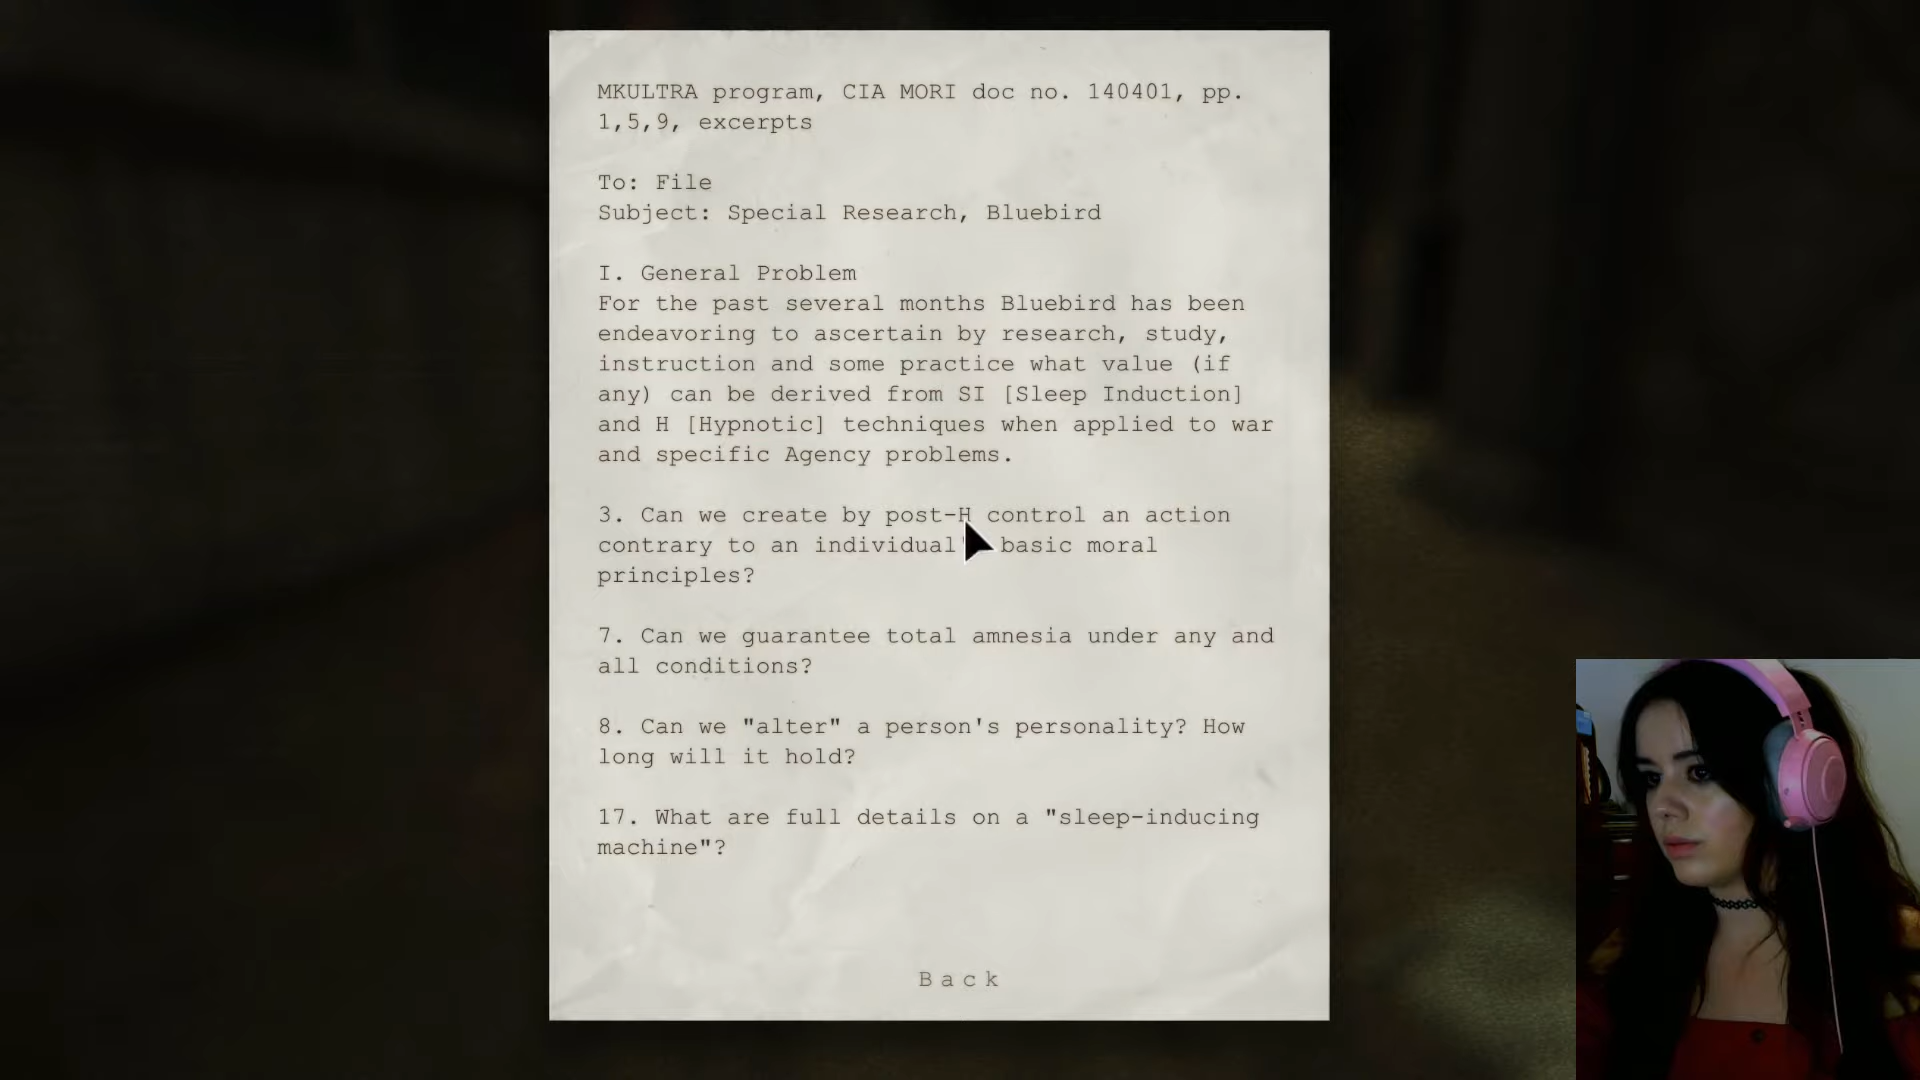 MKULTRA program, CIA MORI doc no. 140401, pp.
1,5,9, excerpts
To: File
Subject: Special Research, Bluebird
I. General Problem
For the past several months Bluebird has been
endeavoring to ascertain by research, study,
instruction and some practice what value (if
any) can be derived from SI [Sleep Induction]
and H [Hypnotic] techniques when applied to war
and specific Agency problems.
3. Can we create by post-H control an action
contrary to an individual basic moral
principles?
7. Can we guarantee total amnesia under any and
all conditions?
8. Can we "alter" a person's personality? How
long will it hold?
17. What are full details on a "sleep-inducing
machine"?
Back